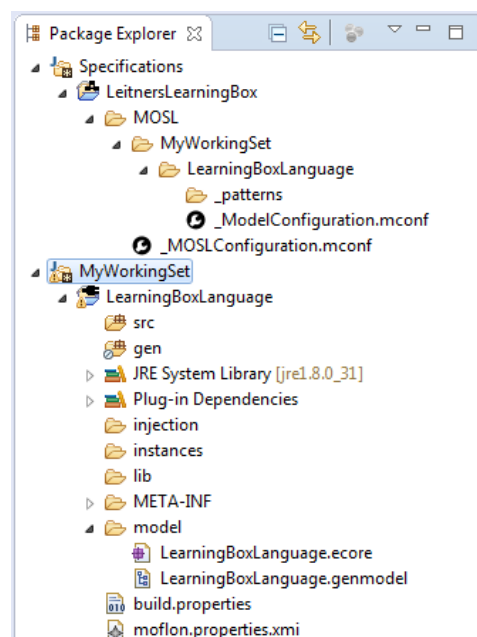 Package Explorer
Specifications
LeitnersLearningBox
MOSL
MyWorkingSet
LearningBoxLanguage
_patterns
_ModelConfiguration.mconf
_MOSLConfiguration.mconf
MyWorkingSet
LearningBoxLanguage
src
gen
JRE System Library [jre1.8.0_31]
Plug-in Dependencies
injection
instances
lib
META-INF
model
LearningBoxLanguage.ecore
LearningBoxLanguage.genmodel
build.properties
moflon.properties.xmi